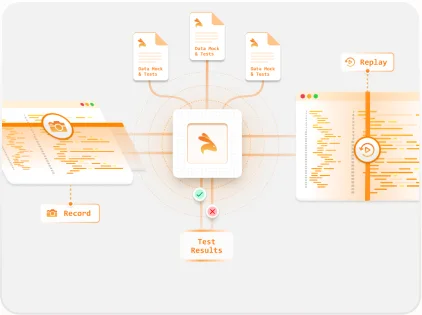 Data Mock
& Tests
Data Mock
& Tests
Data Mock
& Tests
Replay
Record
Test
Results